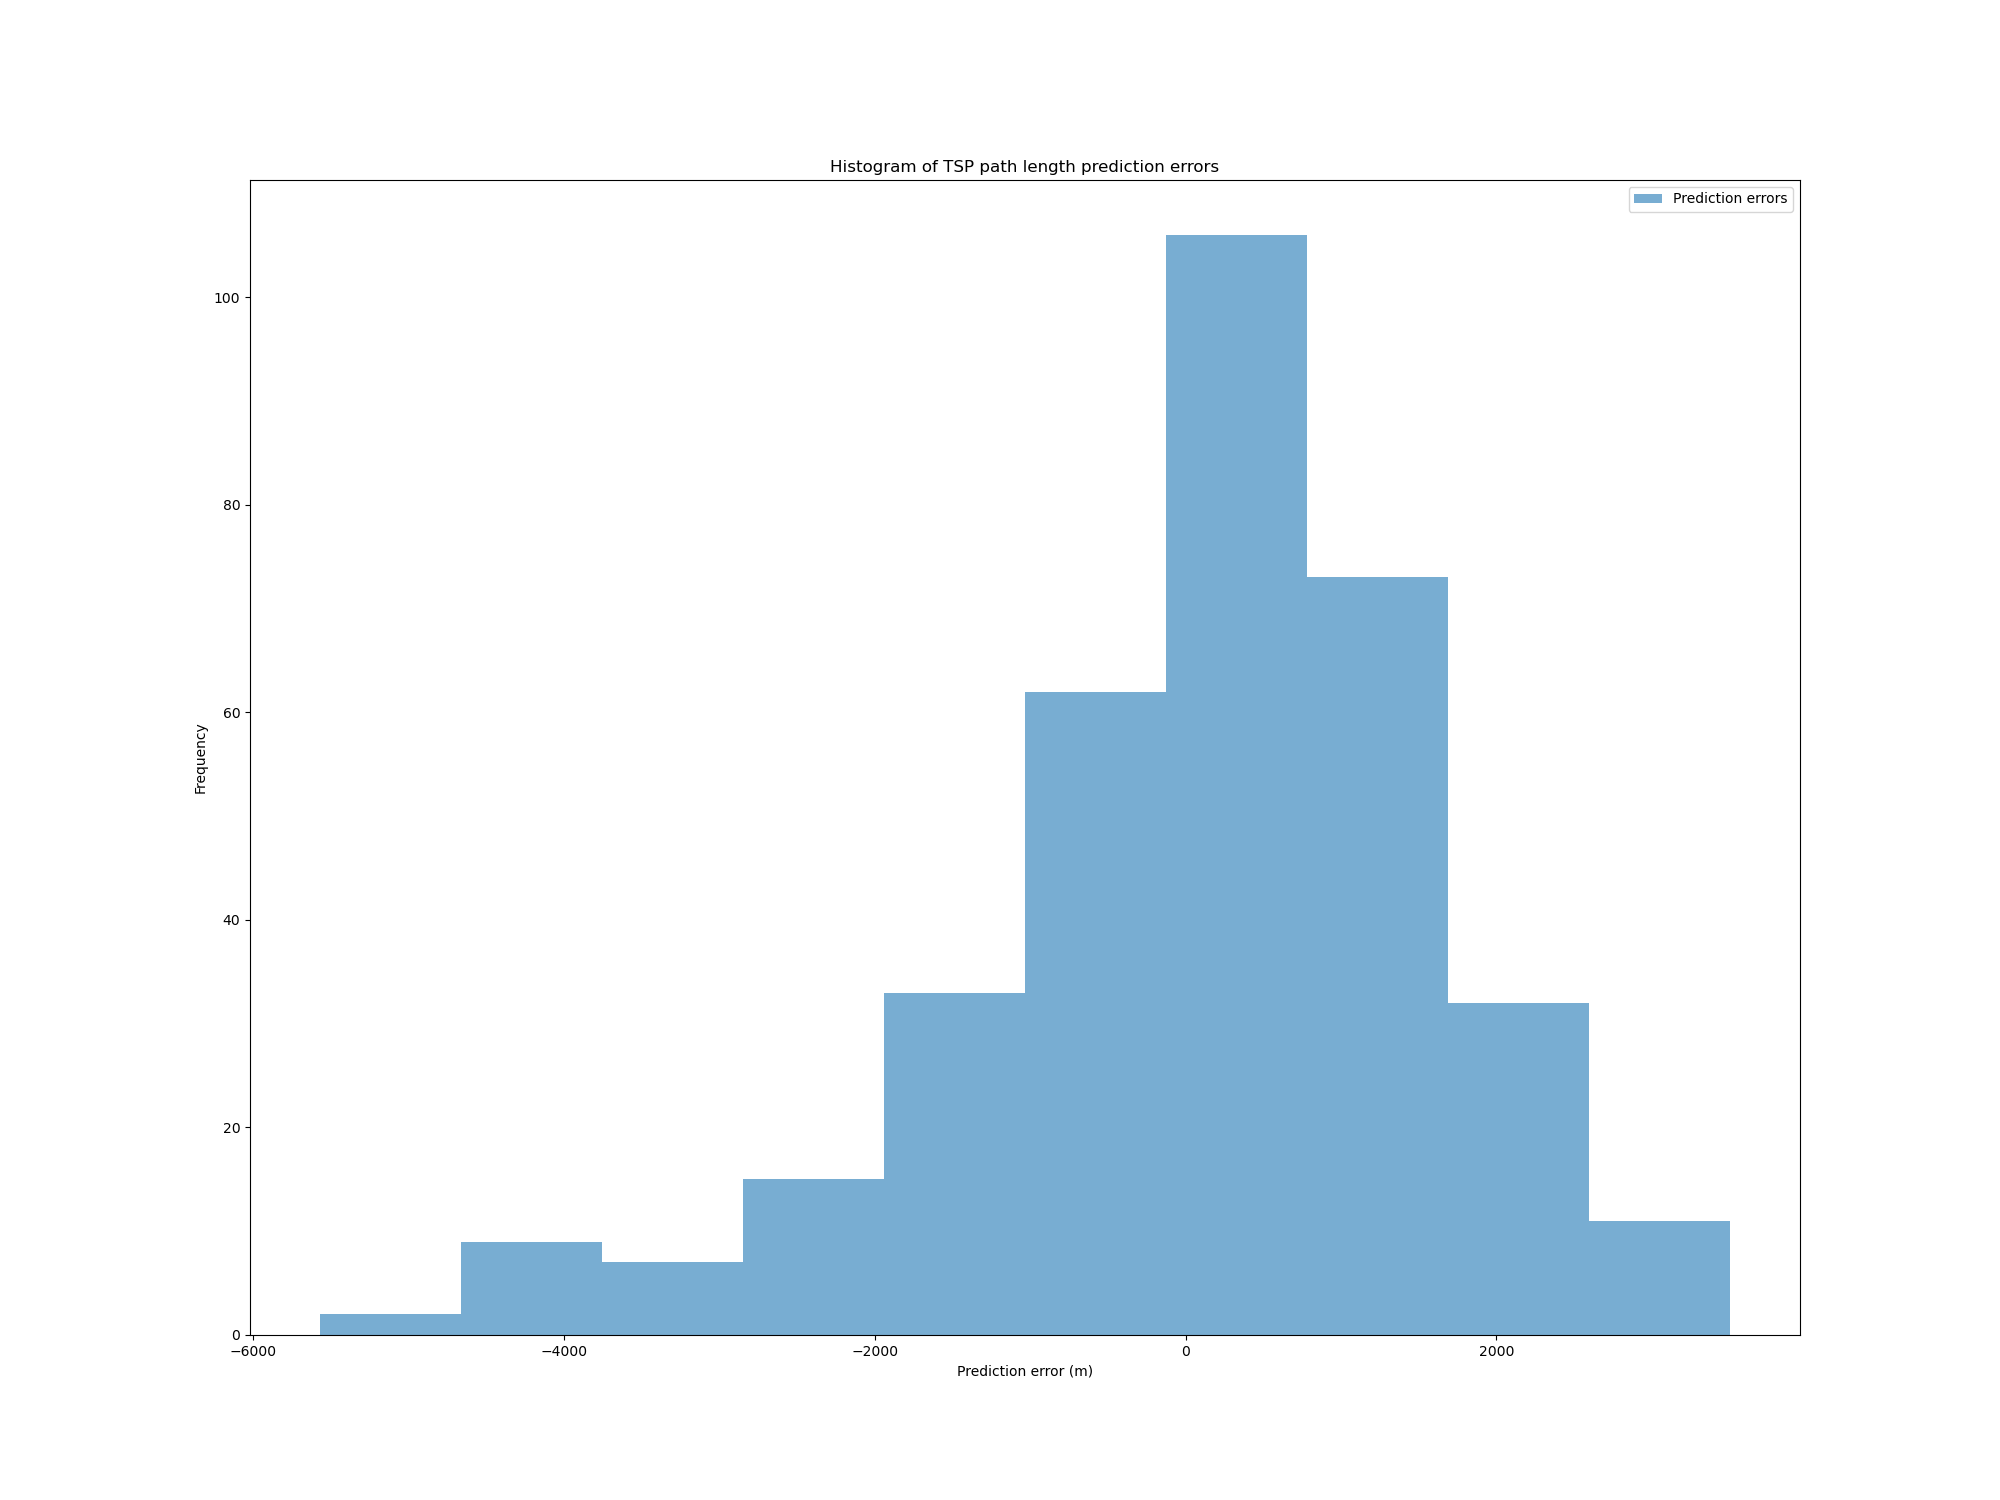 Histogram of TSP path length prediction errors
Prediction errors
100
80
60
40
20
0
Frequency
−6000
−4000
−2000
0
2000
Prediction error (m)